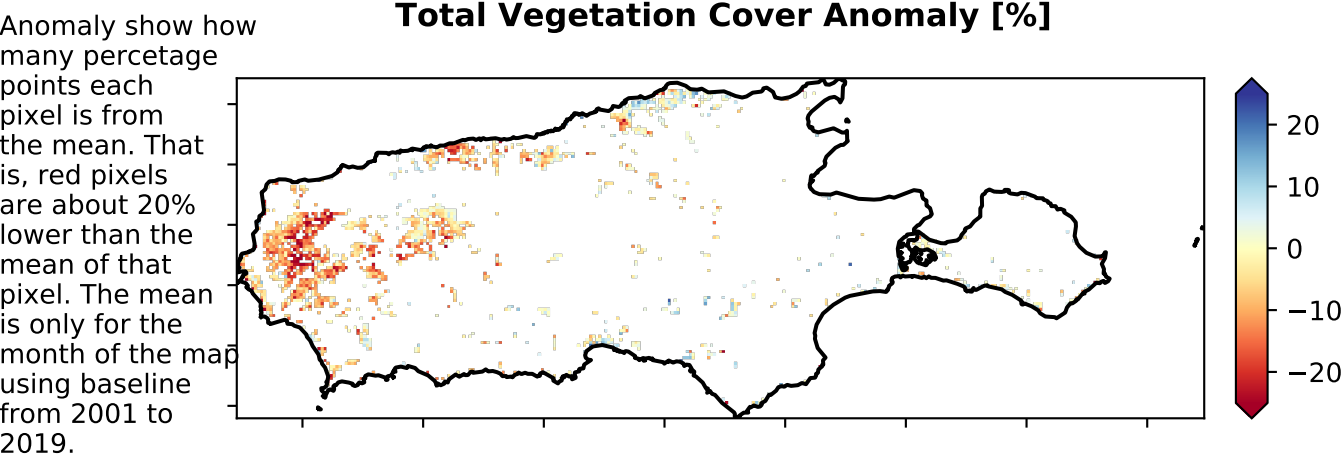 Total Vegetation Cover Anomaly [%]
Anomaly show how
many percetage
points each
pixel is from
the mean. That
is, red pixels
are about 20%
lower than the
mean of that
pixel. The mean
is only for the
month of the map
using baseline
from 2001 to
2019.
20
10
0
−10
−20